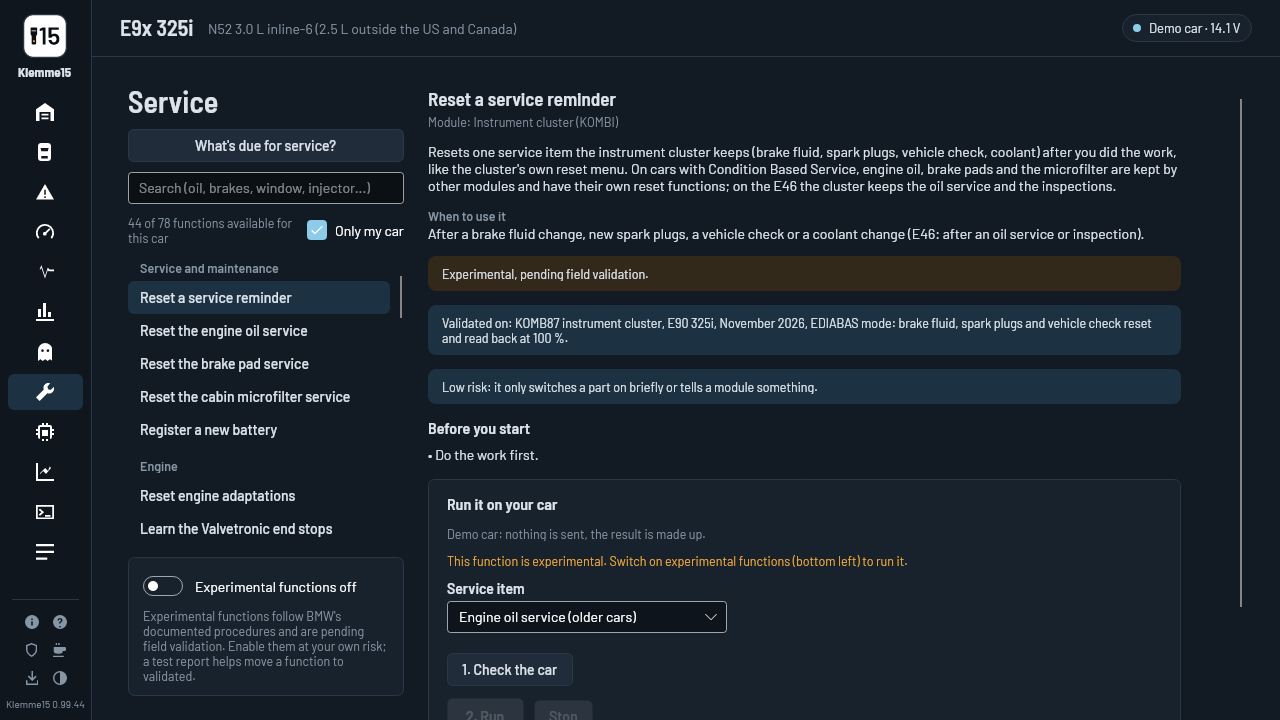 15
Klemme15
Klemme15 0.99.44
E9x 325i
N52 3.0 L inline-6 (2.5 L outside the US and Canada)
Demo car · 14.1 V
Service
What's due for service?
Search (oil, brakes, window, injector...)
44 of 78 functions available for
this car
Only my car
Service and maintenance
Reset a service reminder
Reset the engine oil service
Reset the brake pad service
Reset the cabin microfilter service
Register a new battery
Engine
Reset engine adaptations
Learn the Valvetronic end stops
Experimental functions off
Experimental functions follow BMW's
documented procedures and are pending
field validation. Enable them at your own risk;
a test report helps move a function to
validated.
Reset a service reminder
Module: Instrument cluster (KOMBI)
Resets one service item the instrument cluster keeps (brake fluid, spark plugs, vehicle check, coolant) after you did the work,
like the cluster's own reset menu. On cars with Condition Based Service, engine oil, brake pads and the microfilter are kept by
other modules and have their own reset functions; on the E46 the cluster keeps the oil service and the inspections.
When to use it
After a brake fluid change, new spark plugs, a vehicle check or a coolant change (E46: after an oil service or inspection).
Experimental, pending field validation.
Validated on: KOMB87 instrument cluster, E90 325i, November 2026, EDIABAS mode: brake fluid, spark plugs and vehicle check reset
and read back at 100 %.
Low risk: it only switches a part on briefly or tells a module something.
Before you start
• Do the work first.
Run it on your car
Demo car: nothing is sent, the result is made up.
This function is experimental. Switch on experimental functions (bottom left) to run it.
Service item
Engine oil service (older cars)
1. Check the car
2. Run
Stop